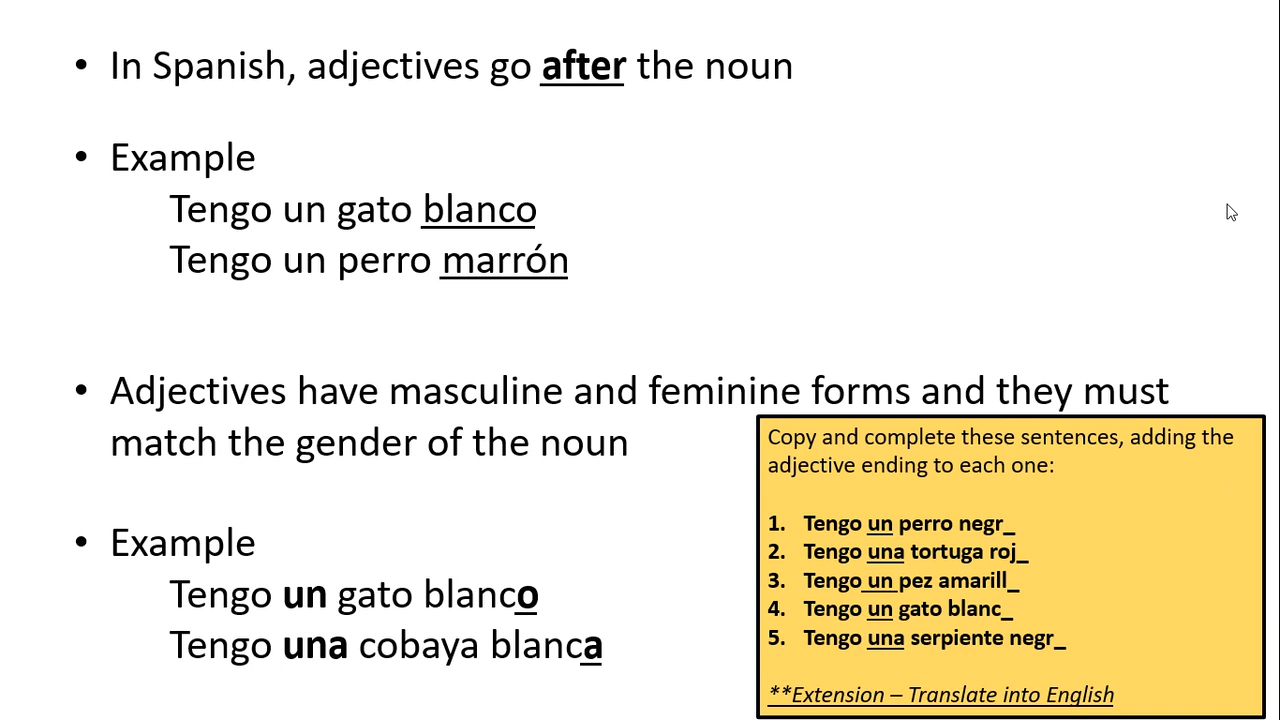 • In Spanish, adjectives go after the noun
• Example
Tengo un gato blanco
Tengo un perro marrón
• Adjectives have masculine and feminine forms and they must
match the gender of the noun
• Example
Tengo un gato blanco
Tengo una cobaya blanca
Copy and complete these sentences, adding the
adjective ending to each one:
1. Tengo un perro negr_
2. Tengo una tortuga roj_
3. Tengo un pez amarill_
4. Tengo un gato blanc_
5. Tengo una serpiente negr_
**Extension – Translate into English